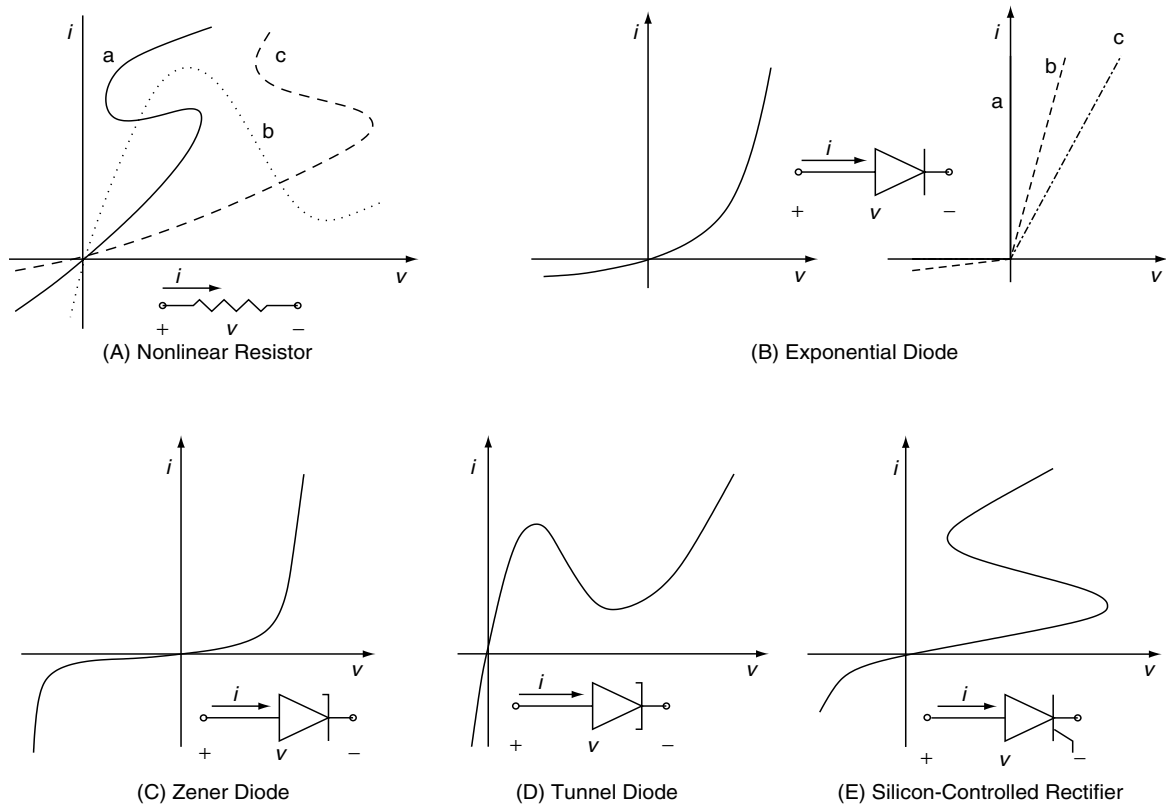 i
a
c
b
v
i
+ v −
(A) Nonlinear Resistor
i
v
i
+ v −
i
a
b
c
v
(B) Exponential Diode
i
v
i
+ v −
(C) Zener Diode
i
v
i
+ v −
(D) Tunnel Diode
i
v
i
+ v −
(E) Silicon-Controlled Rectifier